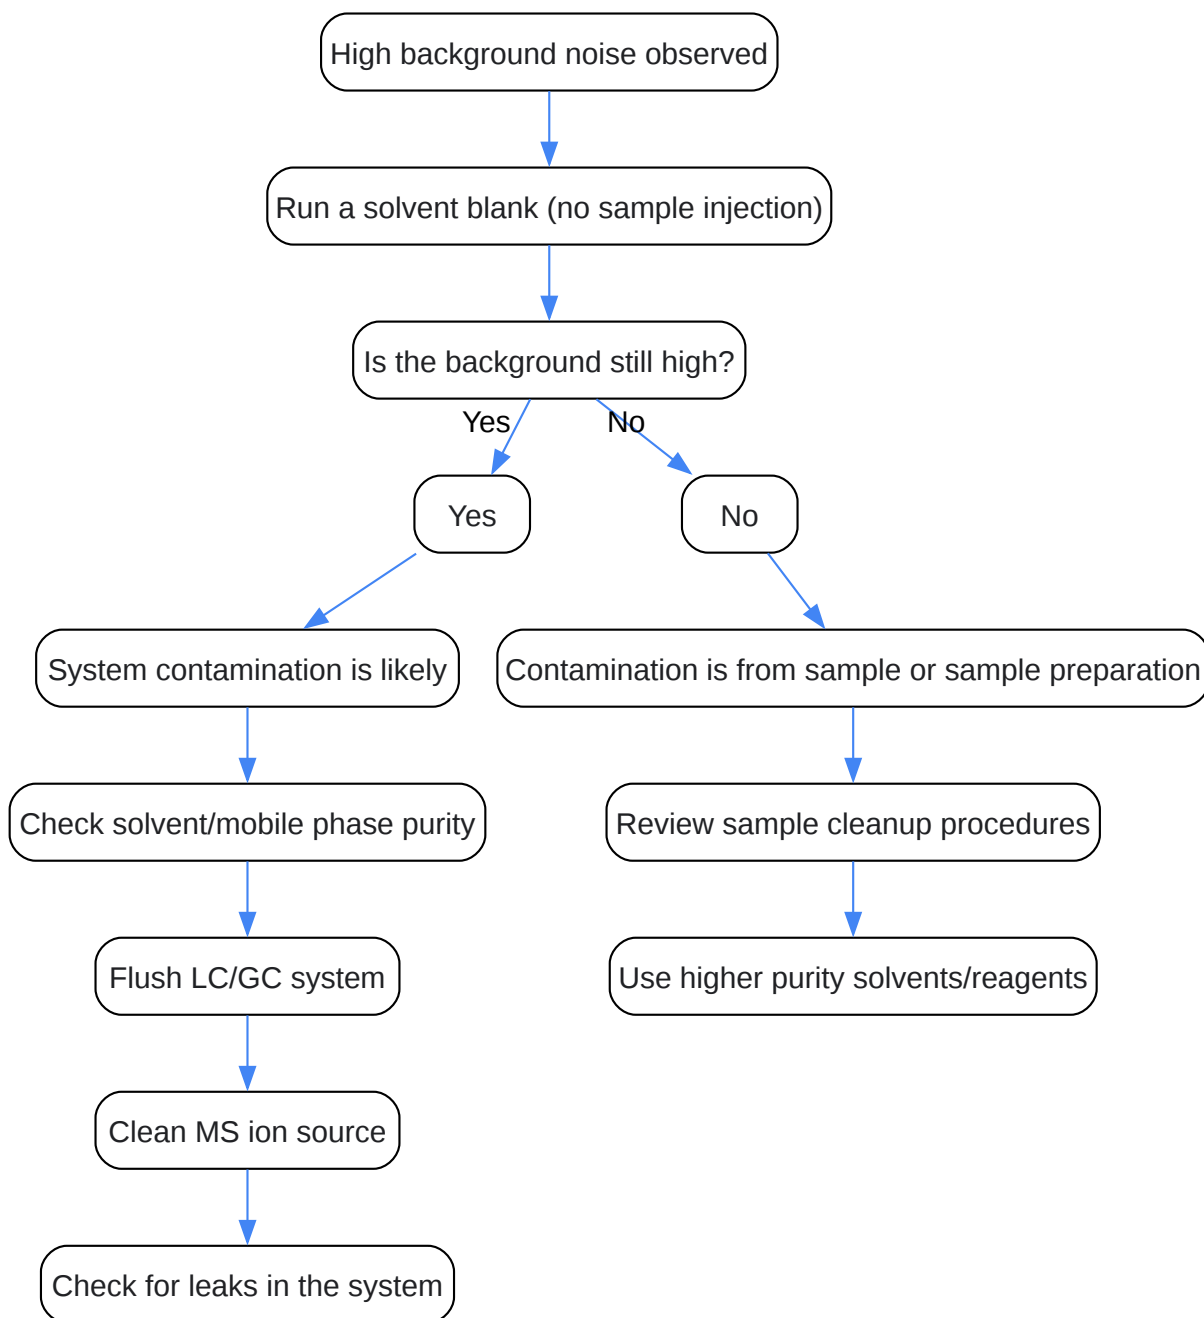 High background noise observed
Run a solvent blank (no sample injection)
Is the background still high?
Yes
No
Yes
No
System contamination is likely
Contamination is from sample or sample preparation
Check solvent/mobile phase purity
Review sample cleanup procedures
Flush LC/GC system
Use higher purity solvents/reagents
Clean MS ion source
Check for leaks in the system